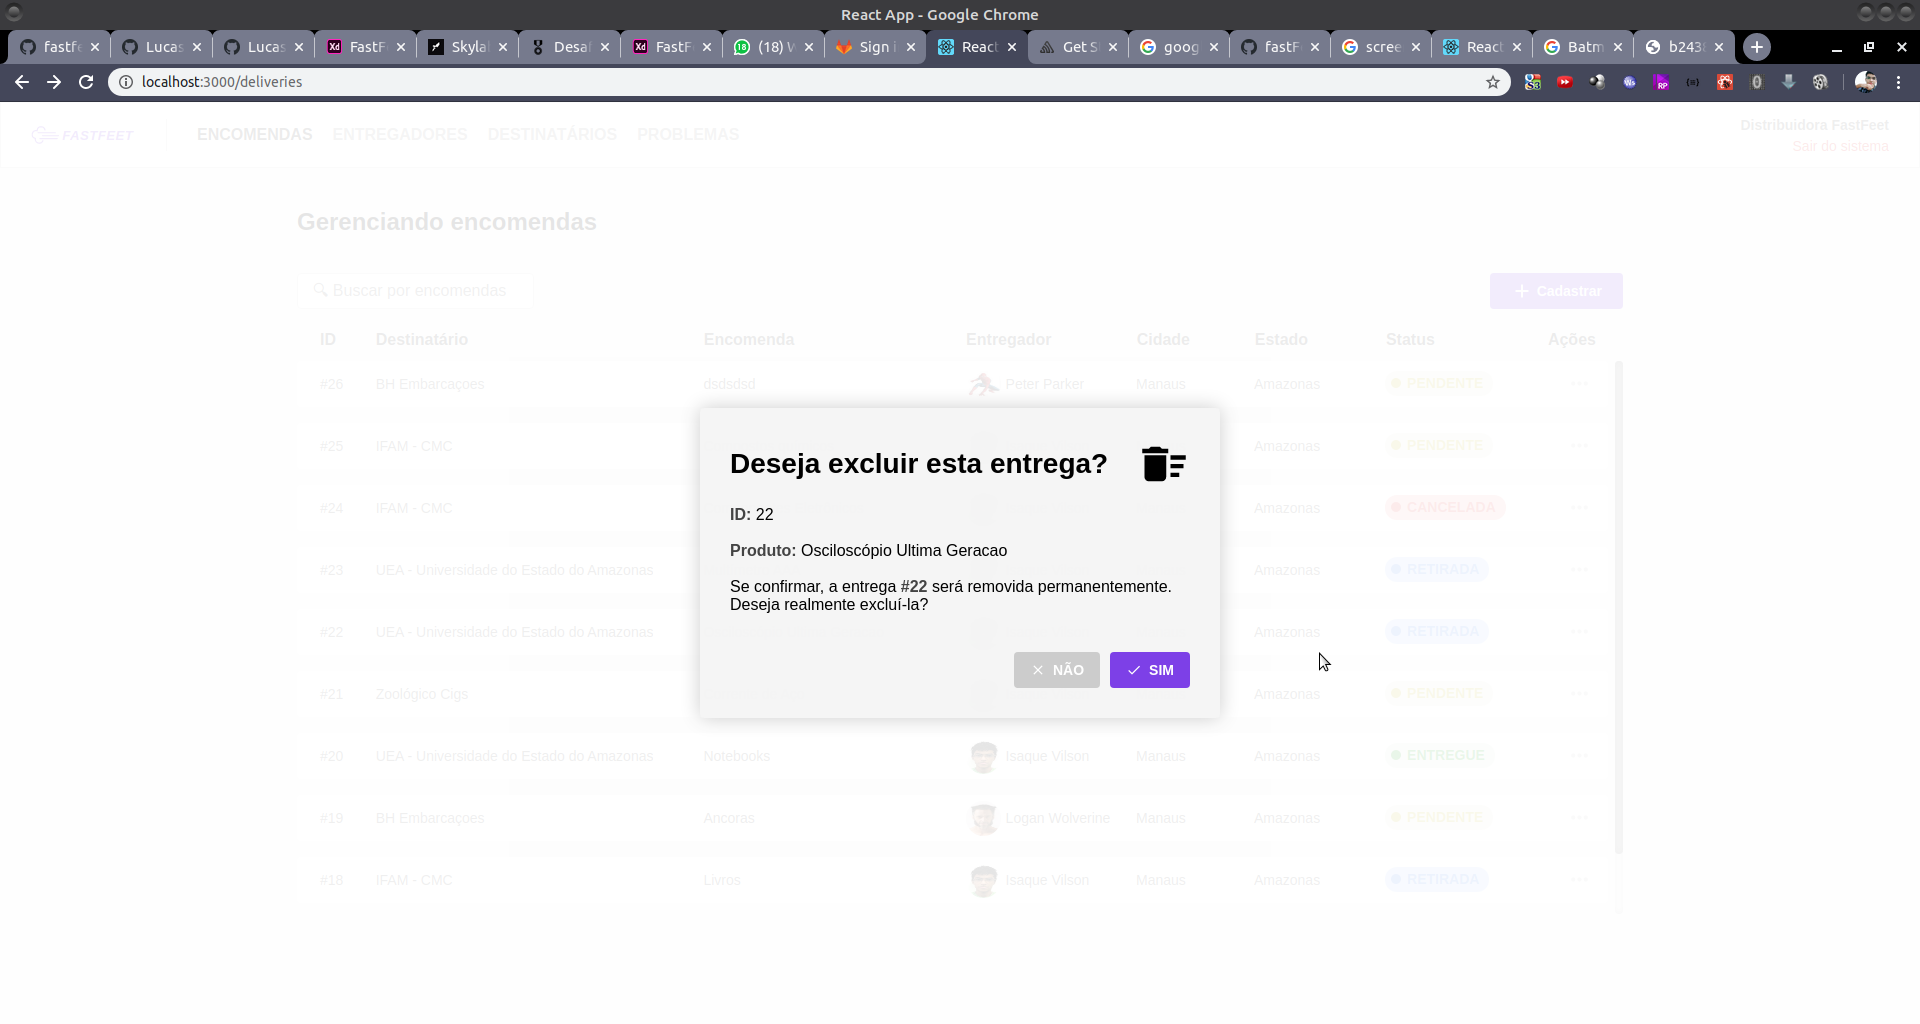 React App - Google Chrome
fastfe
Lucas
Lucas
FastF
Skyla
Desaf
FastF
(18) W
Sign i
React
Get S
goog
fastF
scree
React
Batm
b243
localhost:3000/deliveries
FASTFEET
ENCOMENDAS ENTREGADORES DESTINATÁRIOS PROBLEMAS
Distribuidora FastFeet
Sair do sistema
Gerenciando encomendas
Buscar por encomendas
Cadastrar
ID Destinatário Encomenda Entregador Cidade Estado Status Ações
#26 BH Embarcaçoes dsdsdsd Peter Parker Manaus Amazonas PENDENTE
#25 IFAM - CMC Amazonas PENDENTE
#24 IFAM - CMC Amazonas CANCELADA
#23 UEA - Universidade do Estado do Amazonas Amazonas RETIRADA
#22 UEA - Universidade do Estado do Amazonas Amazonas RETIRADA
#21 Zoológico Cigs Amazonas PENDENTE
#20 UEA - Universidade do Estado do Amazonas Notebooks Isaque Vilson Manaus Amazonas ENTREGUE
#19 BH Embarcaçoes Ancoras Logan Wolverine Manaus Amazonas PENDENTE
#18 IFAM - CMC Livros Isaque Vilson Manaus Amazonas RETIRADA
Deseja excluir esta entrega?
ID: 22
Produto: Osciloscópio Ultima Geracao
Se confirmar, a entrega #22 será removida permanentemente.
Deseja realmente excluí-la?
NÃO
SIM